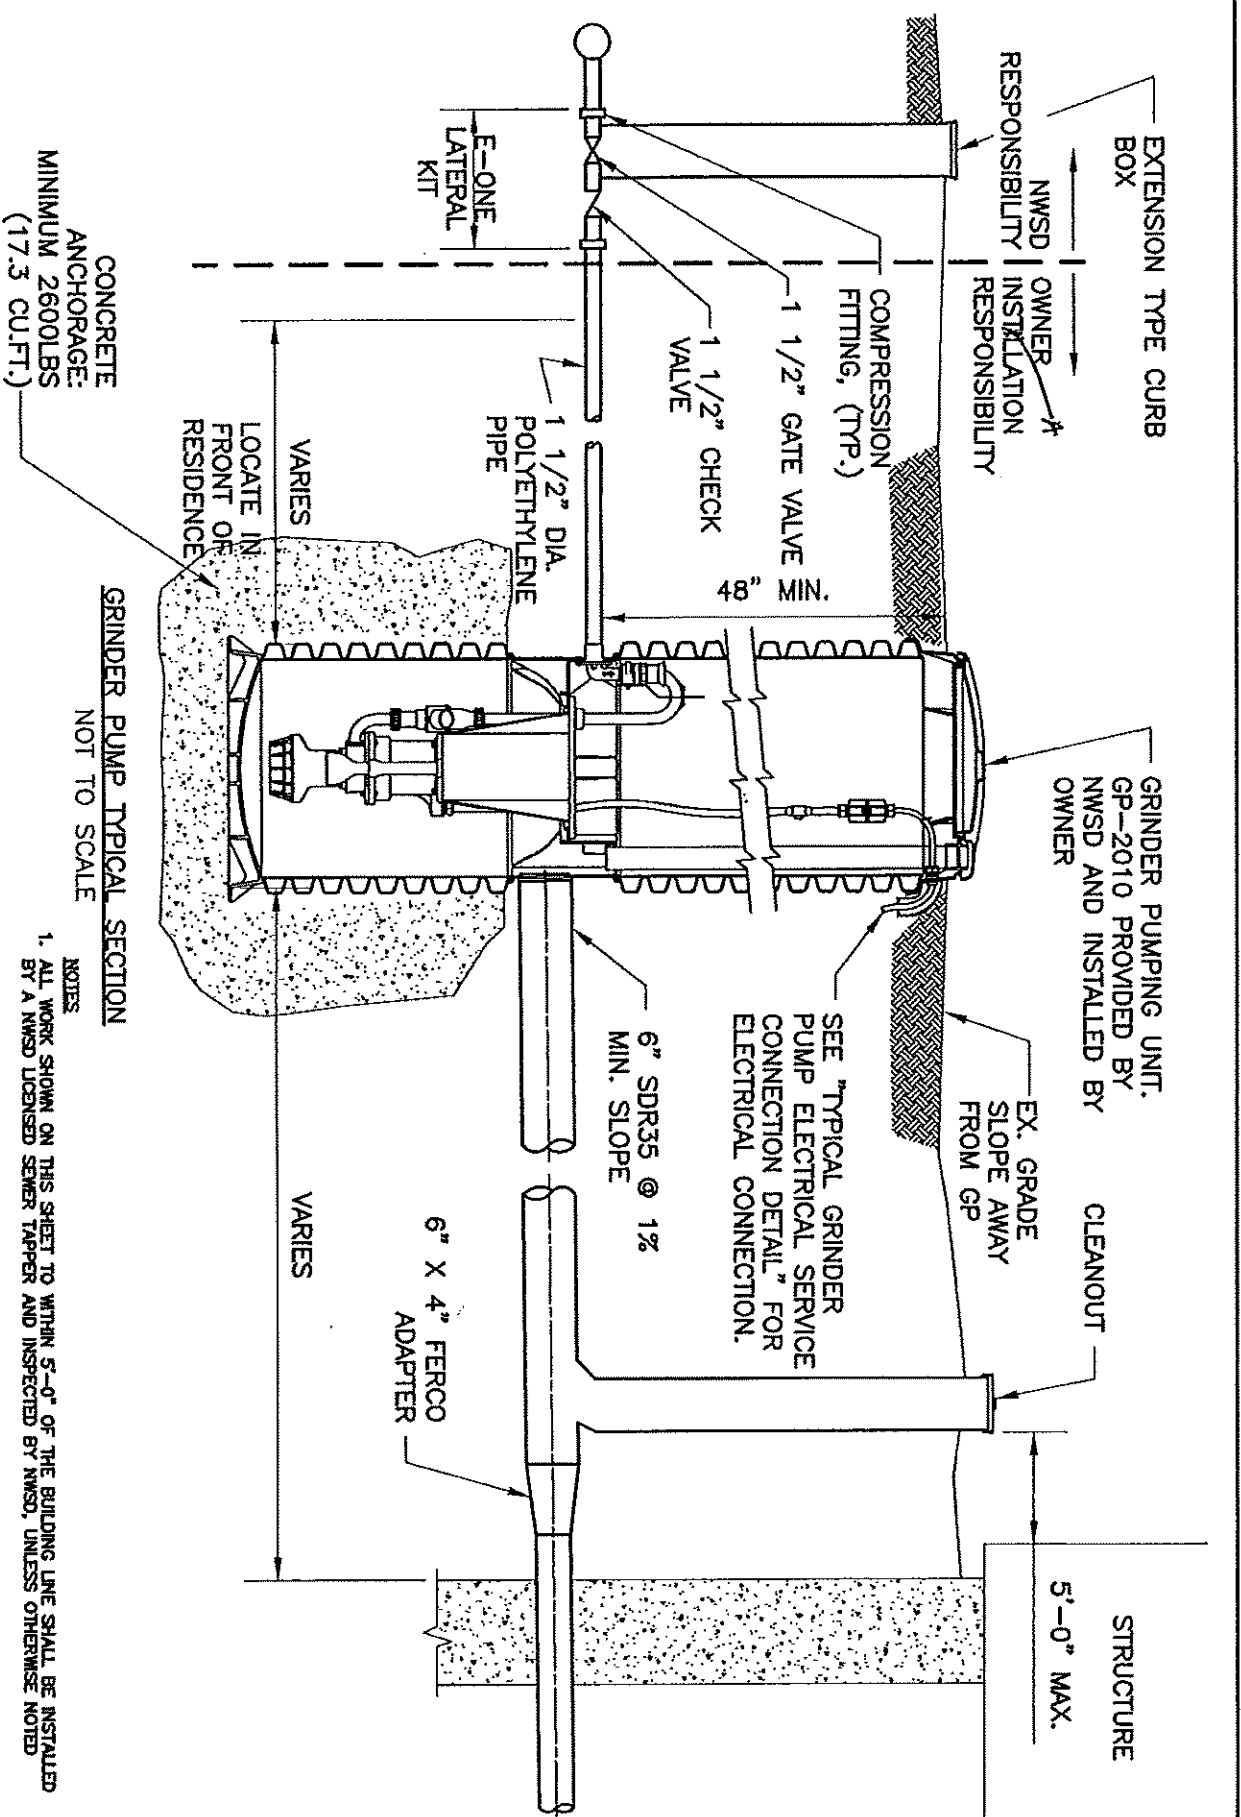 EXTENSION TYPE CURB
BOX
NWSD
RESPONSIBILITY
OWNER
INSTALLATION
RESPONSIBILITY
GRINDER PUMPING UNIT.
GP-2010 PROVIDED BY
NWSD AND INSTALLED BY
OWNER
CLEANOUT
STRUCTURE
5'-0" MAX.
EX. GRADE
SLOPE AWAY
FROM GP
COMPRESSION
FITTING, (TYP.)
1 1/2" GATE VALVE
1 1/2" CHECK
VALVE
48" MIN.
SEE "TYPICAL GRINDER
PUMP ELECTRICAL SERVICE
CONNECTION DETAIL" FOR
ELECTRICAL CONNECTION.
E-ONE
LATERAL
KIT
1 1/2" DIA.
POLYETHYLENE
PIPE
6" SDR35 @ 1%
MIN. SLOPE
6" X 4" FERCO
ADAPTER
VARIES
LOCATE IN
FRONT OF
RESIDENCE
VARIES
CONCRETE
ANCHORAGE:
MINIMUM 2600LBS
(17.3 CU.FT.)
GRINDER PUMP TYPICAL SECTION
NOT TO SCALE
NOTES
1. ALL WORK SHOWN ON THIS SHEET TO WITHIN 5'-0" OF THE BUILDING LINE SHALL BE INSTALLED
BY A NWSD LICENSED SEWER TAPPER AND INSPECTED BY NWSD, UNLESS OTHERWISE NOTED